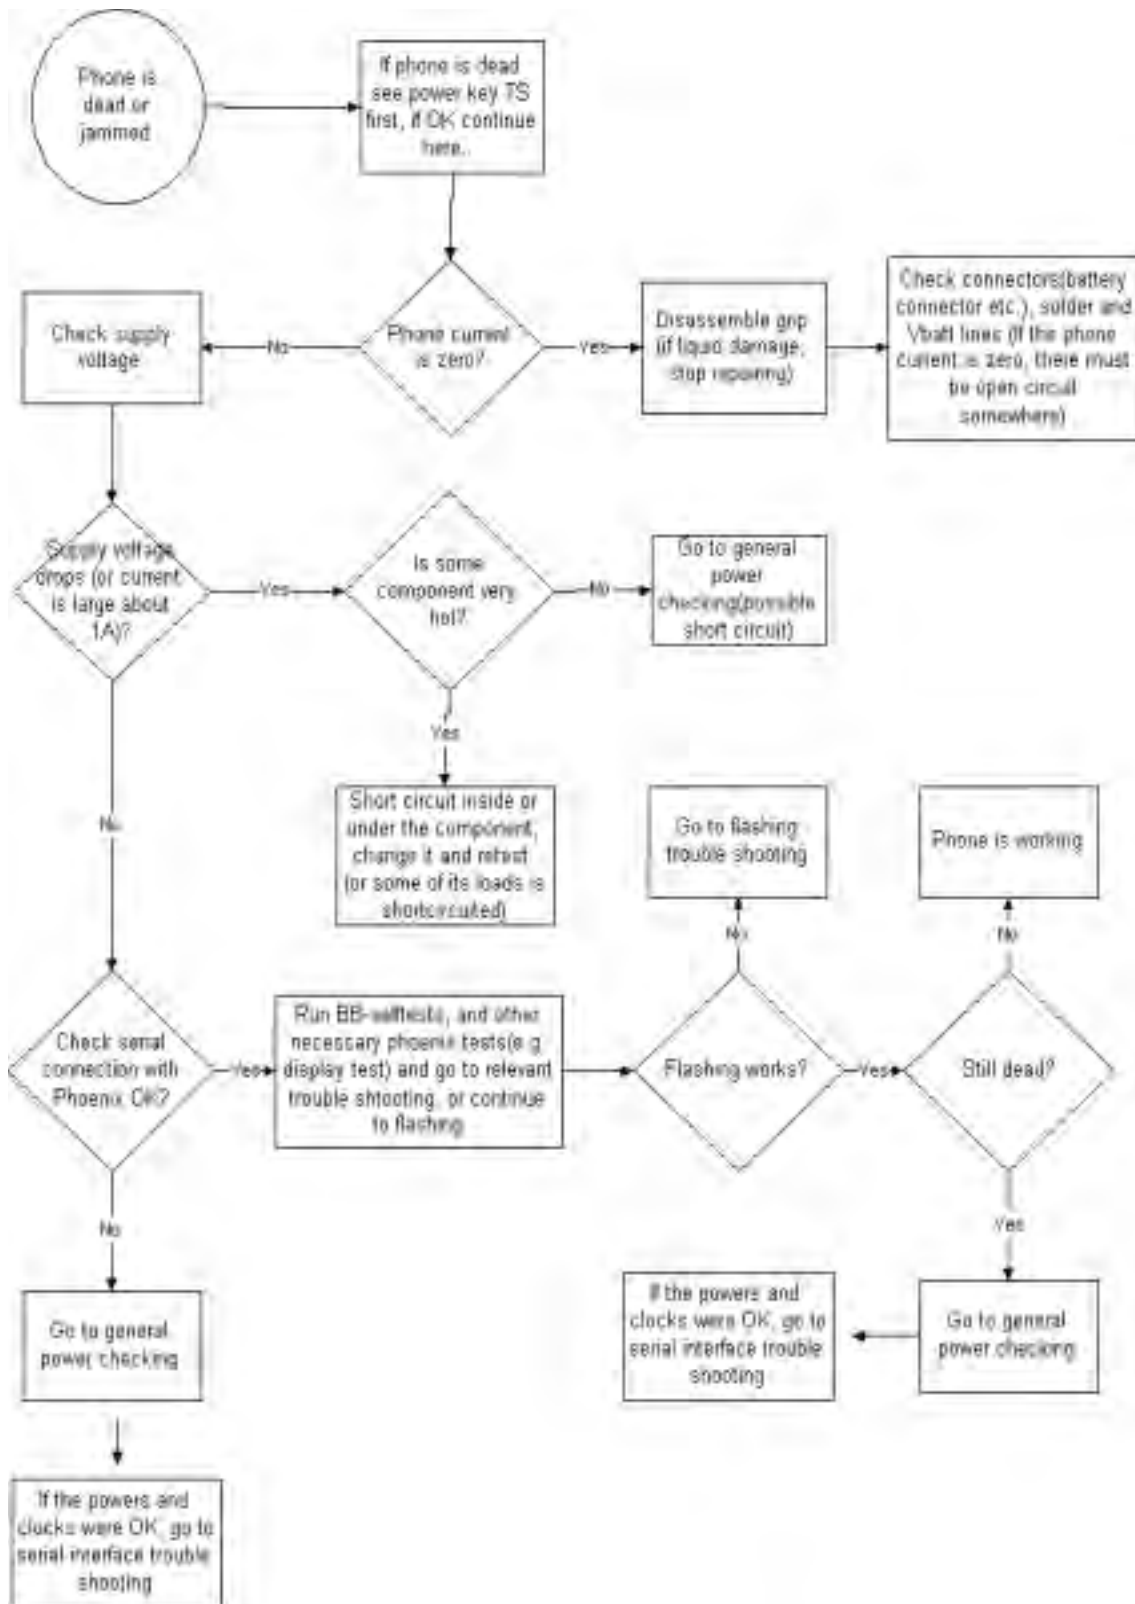 Phone is
dead or
jammed
If phone is dead
see power key TS
first, if OK continue
here..
Phone current
is zero?
No
Yes
Check supply
voltage
Disassemble grip
(if liquid damage,
stop repairing)
Check connectors(battery
connector etc.), solder and
Vbatt lines (If the phone
current is zero, there must
be open circuit
somewhere)
Supply voltage
drops (or current
is large about
1A)?
Yes
Is some
component very
hot?
No
Go to general
power
checking(possible
short circuit)
Yes
Short circuit inside or
under the component,
change it and retest
(or some of its loads is
shortcircuited)
No
Go to flashing
trouble shooting
Phone is working
No
No
Check serial
connection with
Phoenix OK?
Yes
Run BB-selftests, and other
necessary phoenix tests(e.g.
display test) and go to relevant
trouble shtooting, or continue
to flashing
Flashing works?
Yes
Still dead?
No
Yes
Go to general
power checking
If the powers and
clocks were OK, go to
serial interface trouble
shooting
Go to general
power checking
If the powers and
clocks were OK, go to
serial interface trouble
shooting